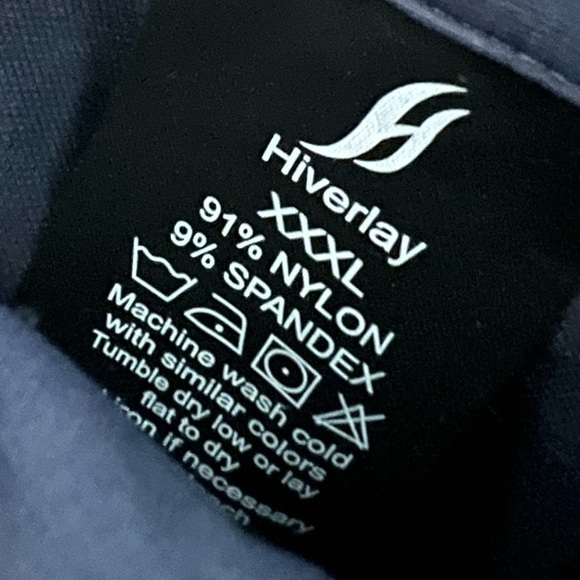 Hiverlay
XXXL
91% NYLON
9% SPANDEX
Machine wash cold
with similar colors
Tumble dry low or lay
flat to dry
iron if necessary